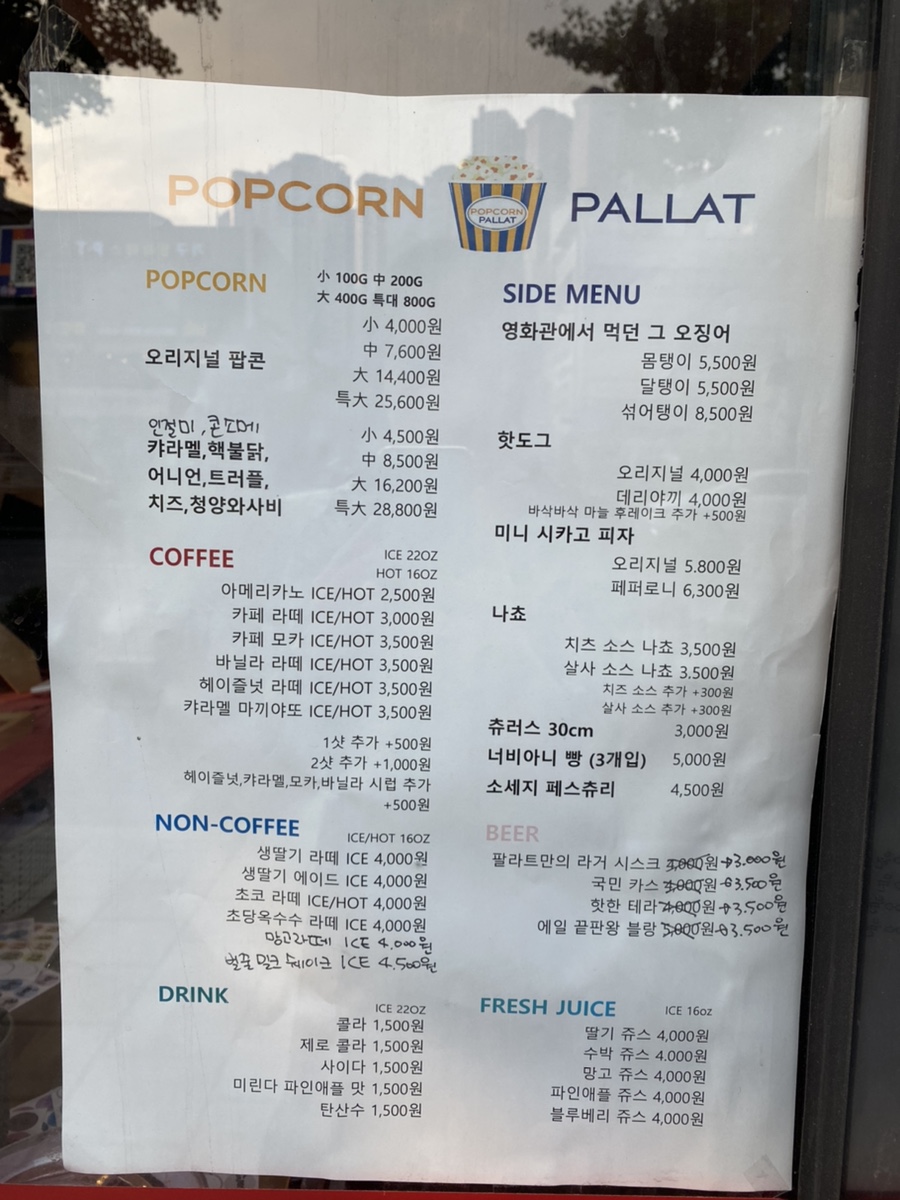 POPCORN PALLAT
POPCORN
PALLAT
POPCORN
小 100G 中 200G
大 400G 특대 800G
오리지널 팝콘
小 4,000원
中 7,600원
大 14,400원
특大 25,600원
인절미, 콘소메
캬라멜,핵불닭,
어니언,트러플,
치즈,청양와사비
小 4,500원
中 8,500원
大 16,200원
특大 28,800원
COFFEE
ICE 22OZ
HOT 16OZ
아메리카노 ICE/HOT 2,500원
카페 라떼 ICE/HOT 3,000원
카페 모카 ICE/HOT 3,500원
바닐라 라떼 ICE/HOT 3,500원
헤이즐넛 라떼 ICE/HOT 3,500원
캬라멜 마끼야또 ICE/HOT 3,500원
1샷 추가 +500원
2샷 추가 +1,000원
헤이즐넛,캬라멜,모카,바닐라 시럽 추가
+500원
NON-COFFEE
ICE/HOT 16OZ
생딸기 라떼 ICE 4,000원
생딸기 에이드 ICE 4,000원
초코 라떼 ICE/HOT 4,000원
초당옥수수 라떼 ICE 4,000원
망고라떼 ICE 4.000원
벌꿀 밀크 쉐이크 ICE 4.500원
DRINK
ICE 22OZ
콜라 1,500원
제로 콜라 1,500원
사이다 1,500원
미린다 파인애플 맛 1,500원
탄산수 1,500원
SIDE MENU
영화관에서 먹던 그 오징어
몸탱이 5,500원
달탱이 5,500원
섞어탱이 8,500원
핫도그
오리지널 4,000원
데리야끼 4,000원
바삭바삭 마늘 후레이크 추가 +500원
미니 시카고 피자
오리지널 5.800원
페퍼로니 6,300원
나쵸
치츠 소스 나쵸 3,500원
살사 소스 나쵸 3.500원
치즈 소스 추가 +300원
살사 소스 추가 +300원
츄러스 30cm 3,000원
너비아니 빵 (3개입) 5,000원
소세지 페스츄리 4,500원
BEER
팔라트만의 라거 시스크 4,000원→3.000원
국민 카스 4,000원→3,500원
핫한 테라 4,000원→3.500원
에일 끝판왕 블랑 5,000원→3.500원
FRESH JUICE
ICE 16oz
딸기 쥬스 4,000원
수박 쥬스 4.000원
망고 쥬스 4,000원
파인애플 쥬스 4,000원
블루베리 쥬스 4,000원